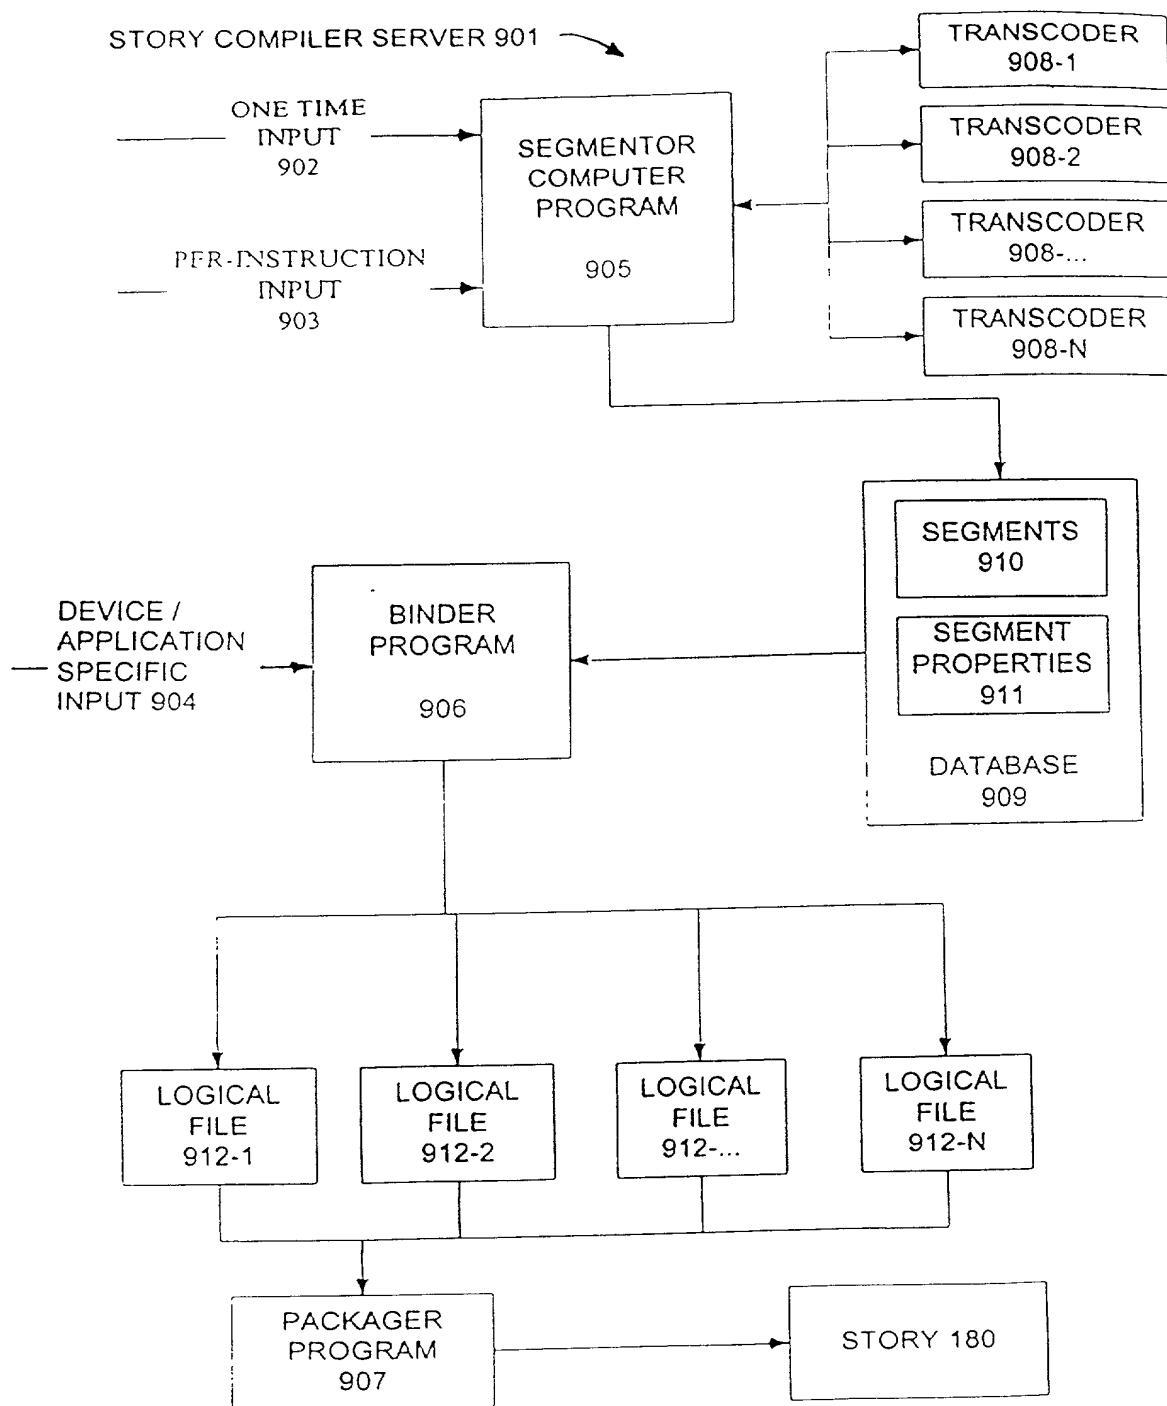 STORY COMPILER SERVER 901
ONE TIME
INPUT
902
PER-INSTRUCTION
INPUT
903
SEGMENTOR
COMPUTER
PROGRAM
905
TRANSCODER
908-1
TRANSCODER
908-2
TRANSCODER
908-...
TRANSCODER
908-N
SEGMENTS
910
SEGMENT
PROPERTIES
911
DATABASE
909
DEVICE /
APPLICATION
SPECIFIC
INPUT 904
BINDER
PROGRAM
906
LOGICAL
FILE
912-1
LOGICAL
FILE
912-2
LOGICAL
FILE
912-...
LOGICAL
FILE
912-N
PACKAGER
PROGRAM
907
STORY 180